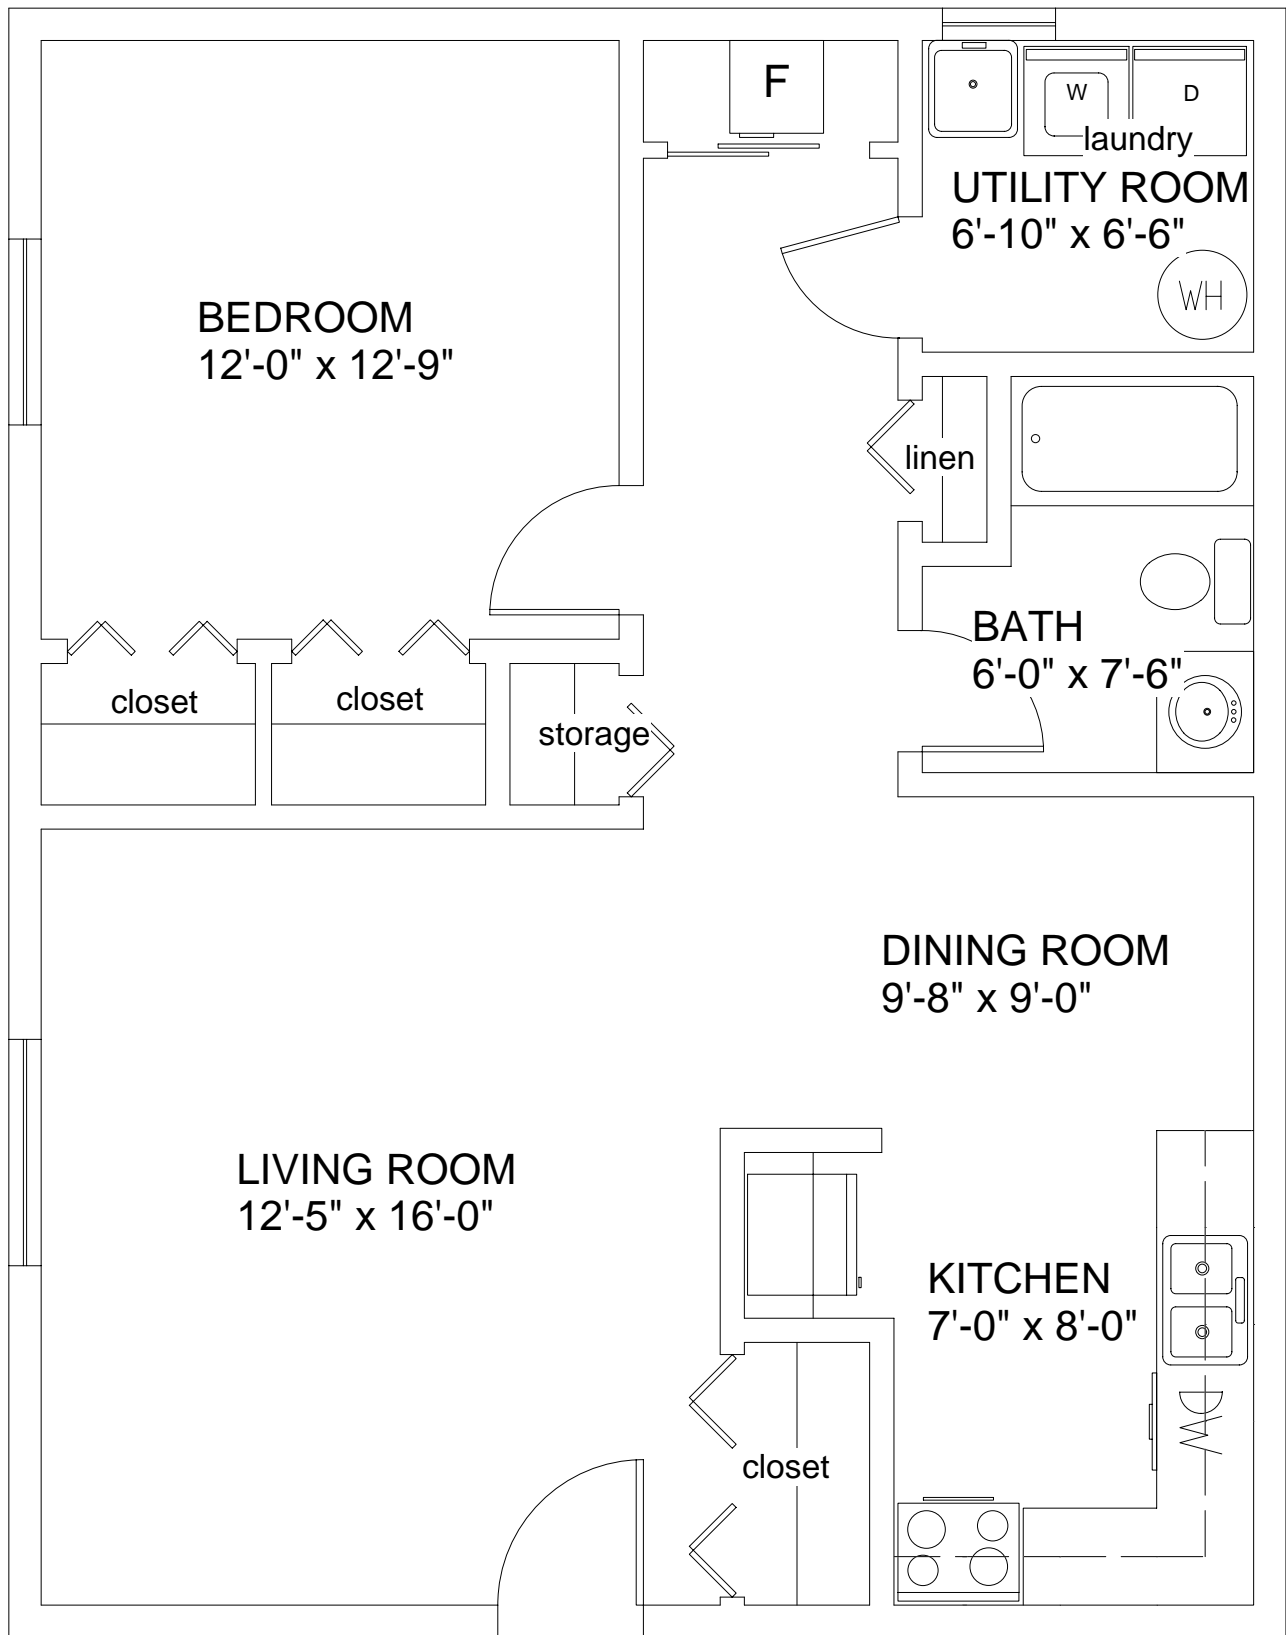 F
W
D
laundry
UTILITY ROOM
6'-10" x 6'-6"
WH
BEDROOM
12'-0" x 12'-9"
linen
BATH
6'-0" x 7'-6"
closet
closet
storage
DINING ROOM
9'-8" x 9'-0"
LIVING ROOM
12'-5" x 16'-0"
KITCHEN
7'-0" x 8'-0"
DW
closet